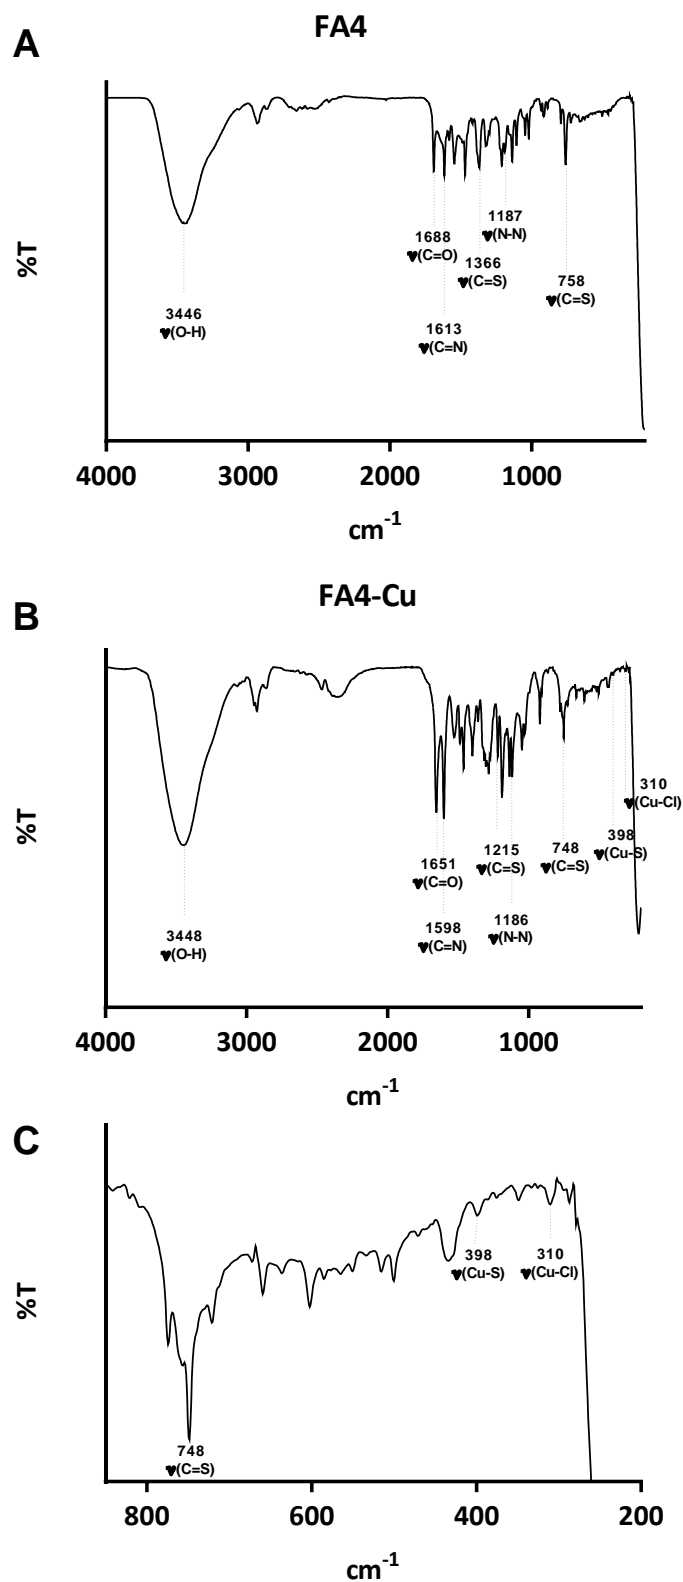 A
FA4
%T
3446
♥(O-H)
1688
♥(C=O)
1613
♥(C=N)
1366
♥(C=S)
1187
♥(N-N)
758
♥(C=S)
4000
3000
2000
1000
cm-1
B
FA4-Cu
%T
3448
♥(O-H)
1651
♥(C=O)
1598
♥(C=N)
1215
♥(C=S)
1186
♥(N-N)
748
♥(C=S)
398
♥(Cu-S)
310
♥(Cu-Cl)
4000
3000
2000
1000
cm-1
C
%T
748
♥(C=S)
398
♥(Cu-S)
310
♥(Cu-Cl)
800
600
400
200
cm-1